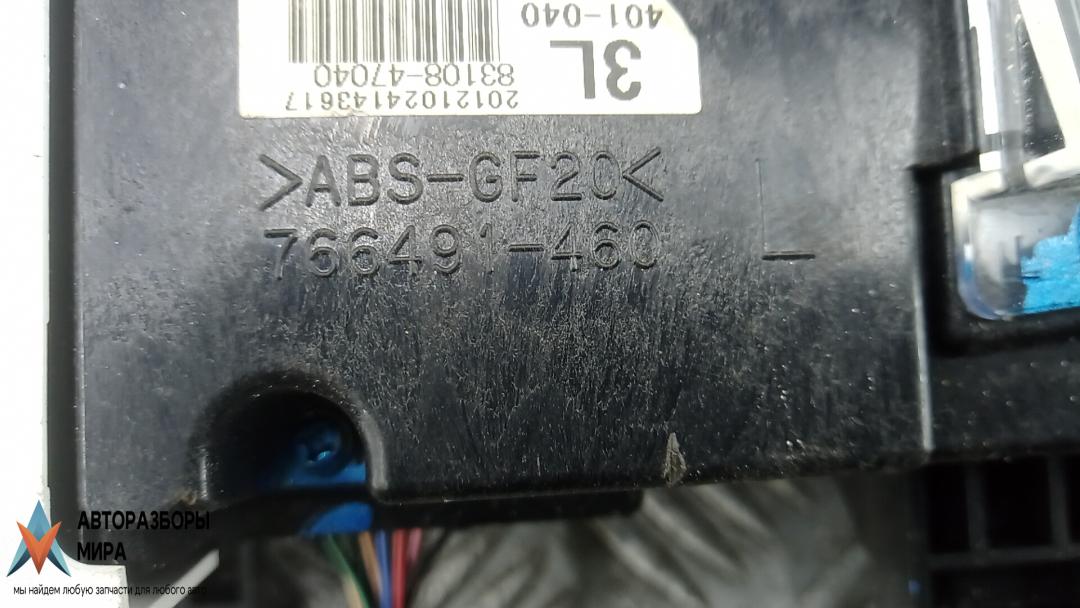 401-040
3L
83108-47040
20121024143617
>ABS-GF20<
766491-460
АВТОРАЗБОРЫ
МИРА
мы найдем любую запчасти для любого авто